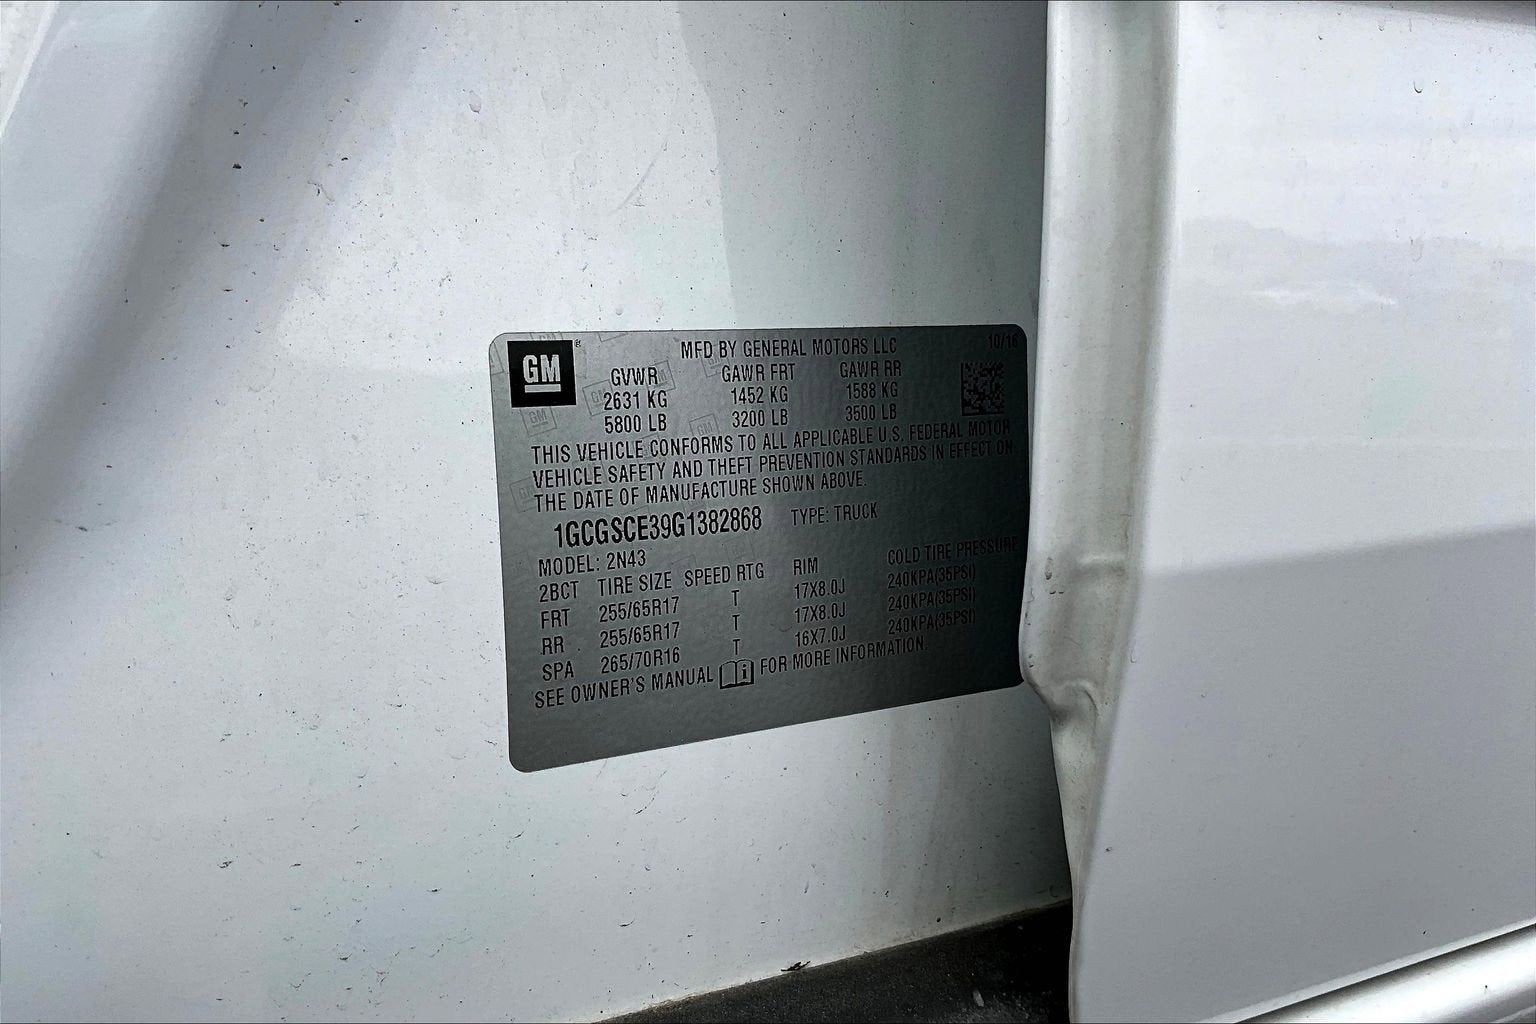 GM ®
MFD BY GENERAL MOTORS LLC 10/16
GVWR GAWR FRT GAWR RR
2631 KG 1452 KG 1588 KG
5800 LB 3200 LB 3500 LB
THIS VEHICLE CONFORMS TO ALL APPLICABLE U.S. FEDERAL MOTOR
VEHICLE SAFETY AND THEFT PREVENTION STANDARDS IN EFFECT ON
THE DATE OF MANUFACTURE SHOWN ABOVE.
1GCGSCE39G1382868 TYPE: TRUCK
MODEL: 2N43
2BCT TIRE SIZE SPEED RTG RIM COLD TIRE PRESSURE
FRT 255/65R17 T 17X8.0J 240KPA(35PSI)
RR 255/65R17 T 17X8.0J 240KPA(35PSI)
SPA 265/70R16 T 16X7.0J 240KPA(35PSI)
SEE OWNER'S MANUAL i FOR MORE INFORMATION.